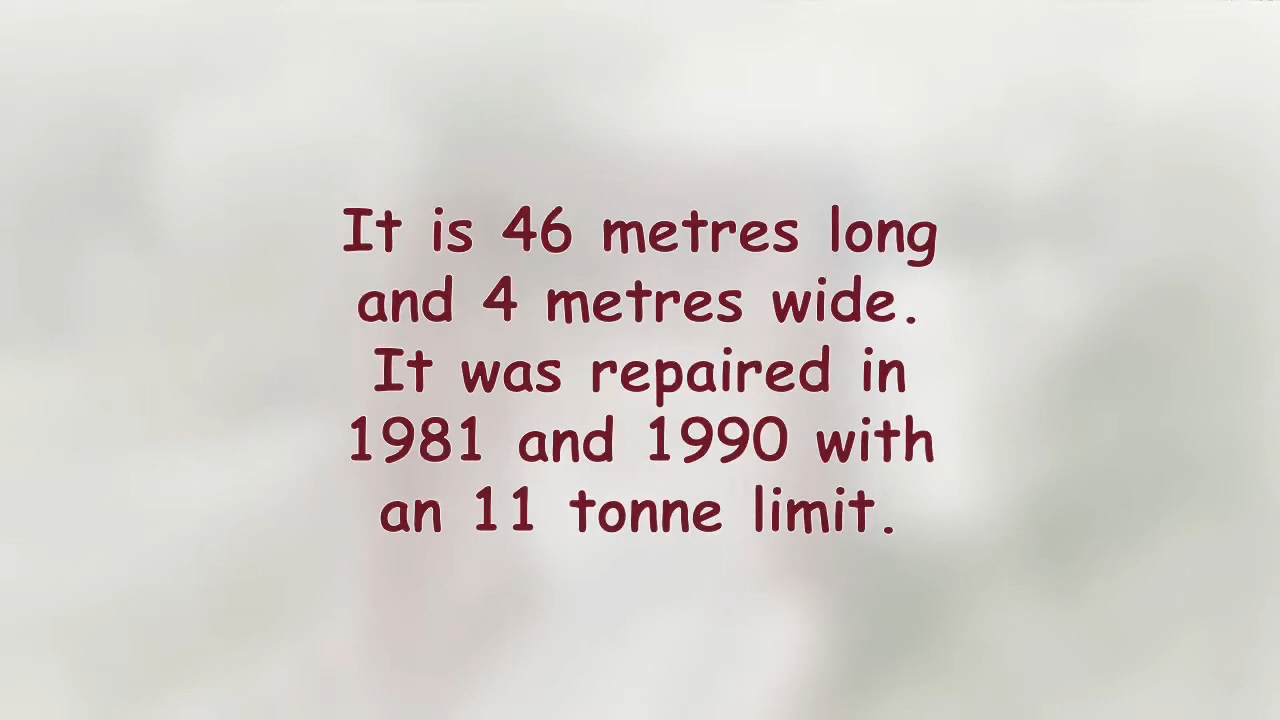 It is 46 metres long
and 4 metres wide.
It was repaired in
1981 and 1990 with
an 11 tonne limit.